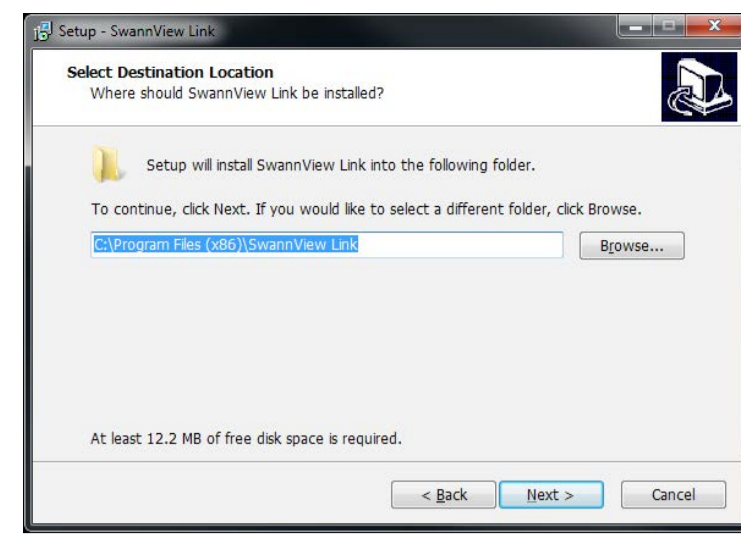 Setup - SwannView Link
Select Destination Location
Where should SwannView Link be installed?
Setup will install SwannView Link into the following folder.
To continue, click Next. If you would like to select a different folder, click Browse.
C:\Program Files (x86)\SwannView Link
Browse...
At least 12.2 MB of free disk space is required.
< Back
Next >
Cancel